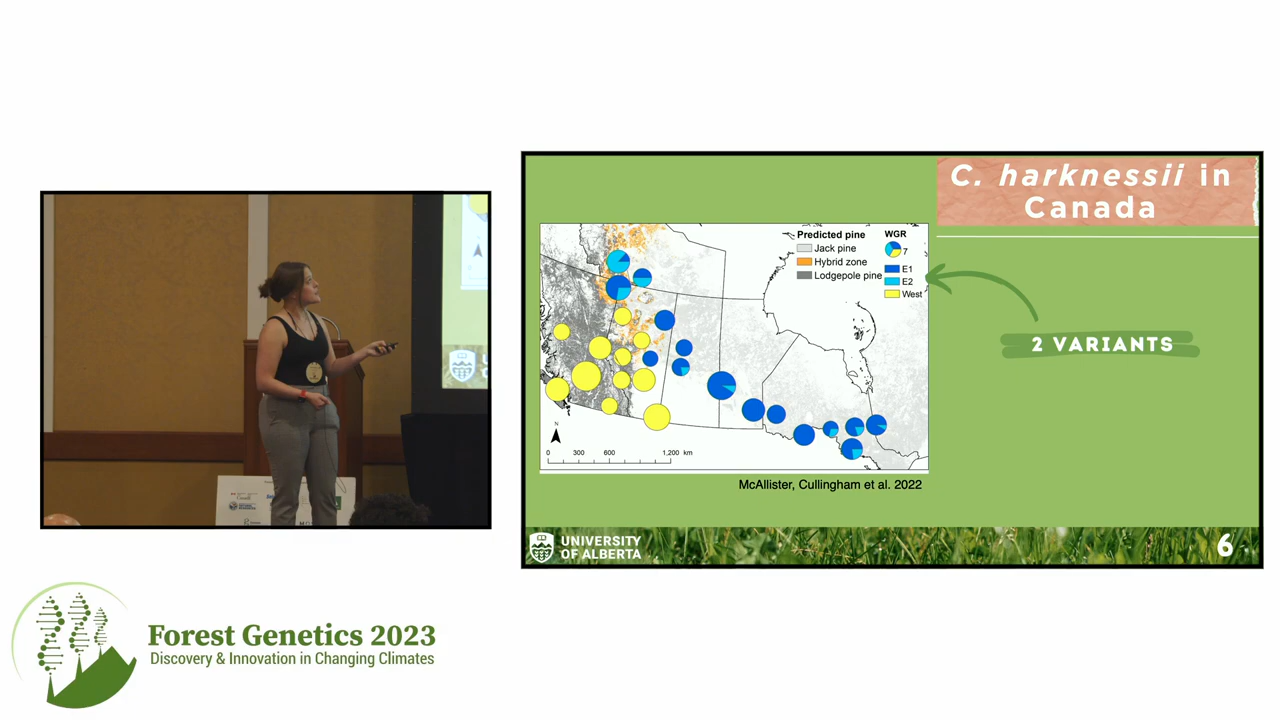 C. harknessii in
Canada
Predicted pine
Jack pine
Hybrid zone
Lodgepole pine
WGR
7
E1
E2
West
2 VARIANTS
N
0 300 600 1,200 km
McAllister, Cullingham et al. 2022
UNIVERSITY
OF ALBERTA
6
Forest Genetics 2023
Discovery & Innovation in Changing Climates